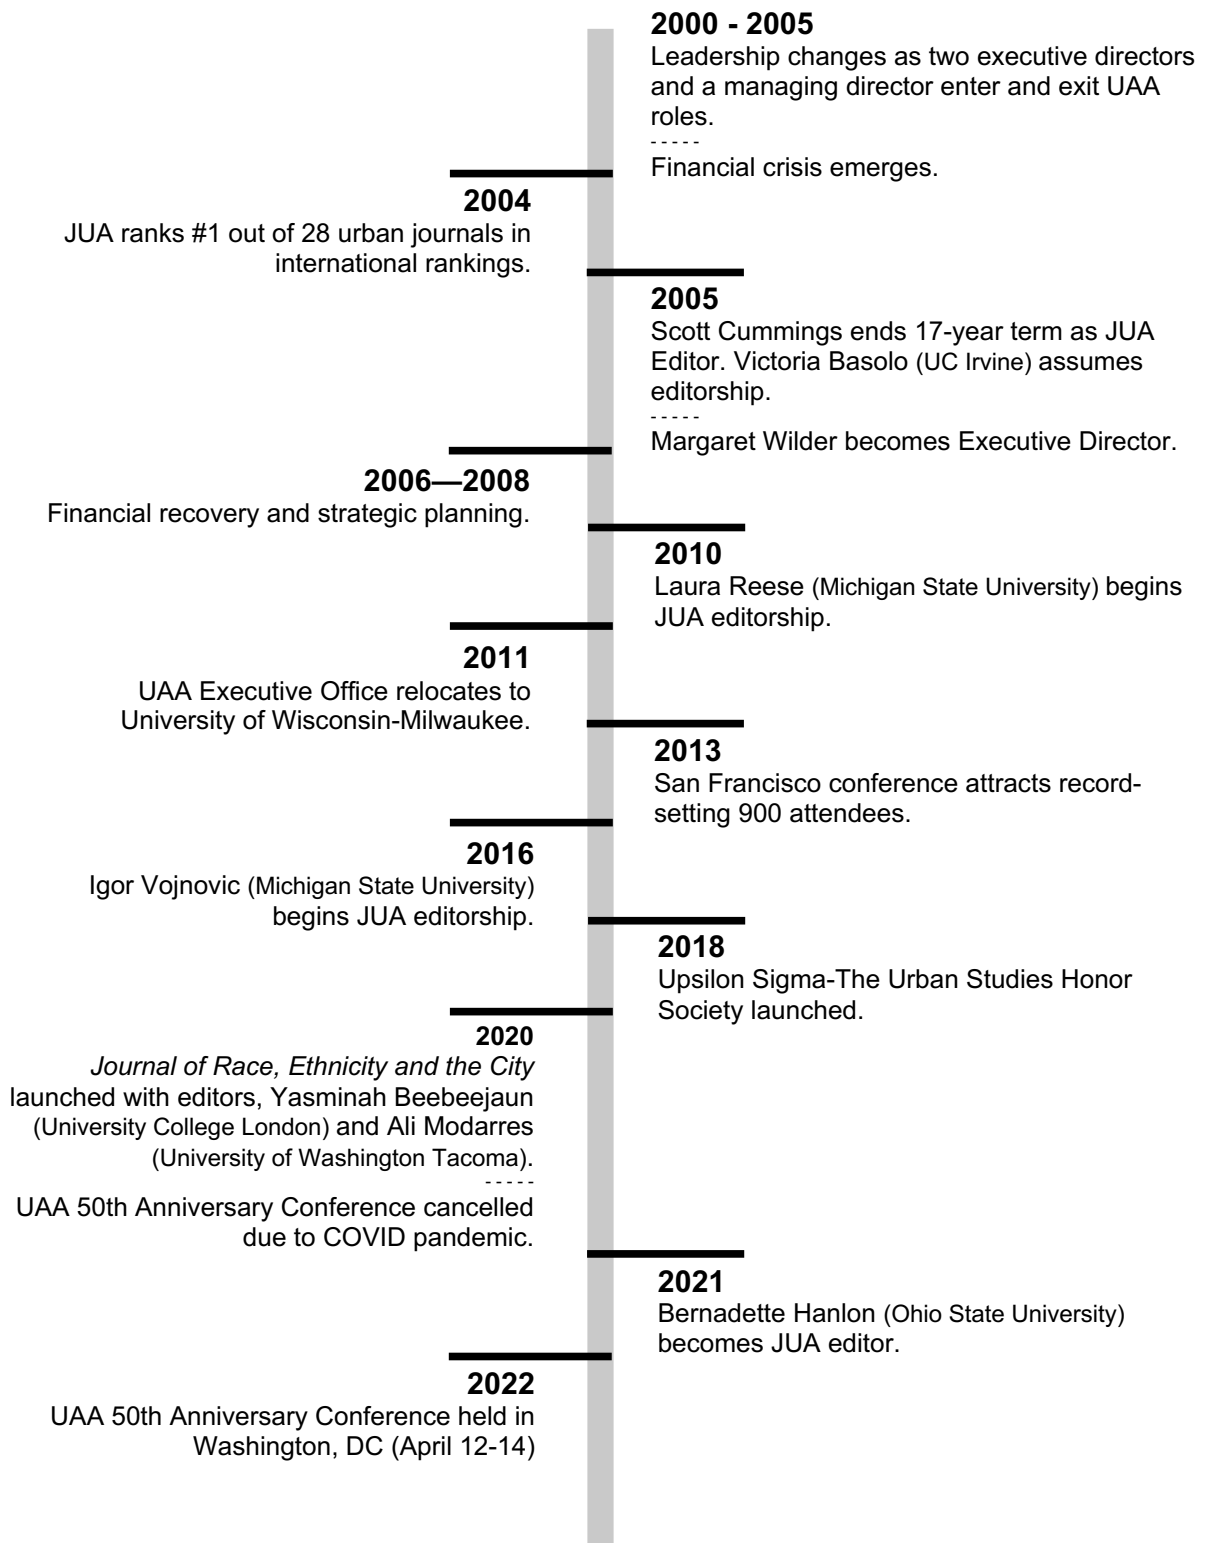 2000 - 2005
Leadership changes as two executive directors
and a managing director enter and exit UAA
roles.
-----
Financial crisis emerges.
2004
JUA ranks #1 out of 28 urban journals in
international rankings.
2005
Scott Cummings ends 17-year term as JUA
Editor. Victoria Basolo (UC Irvine) assumes
editorship.
-----
Margaret Wilder becomes Executive Director.
2006—2008
Financial recovery and strategic planning.
2010
Laura Reese (Michigan State University) begins
JUA editorship.
2011
UAA Executive Office relocates to
University of Wisconsin-Milwaukee.
2013
San Francisco conference attracts record-
setting 900 attendees.
2016
Igor Vojnovic (Michigan State University)
begins JUA editorship.
2018
Upsilon Sigma-The Urban Studies Honor
Society launched.
2020
Journal of Race, Ethnicity and the City
launched with editors, Yasminah Beebeejaun
(University College London) and Ali Modarres
(University of Washington Tacoma).
-----
UAA 50th Anniversary Conference cancelled
due to COVID pandemic.
2021
Bernadette Hanlon (Ohio State University)
becomes JUA editor.
2022
UAA 50th Anniversary Conference held in
Washington, DC (April 12-14)